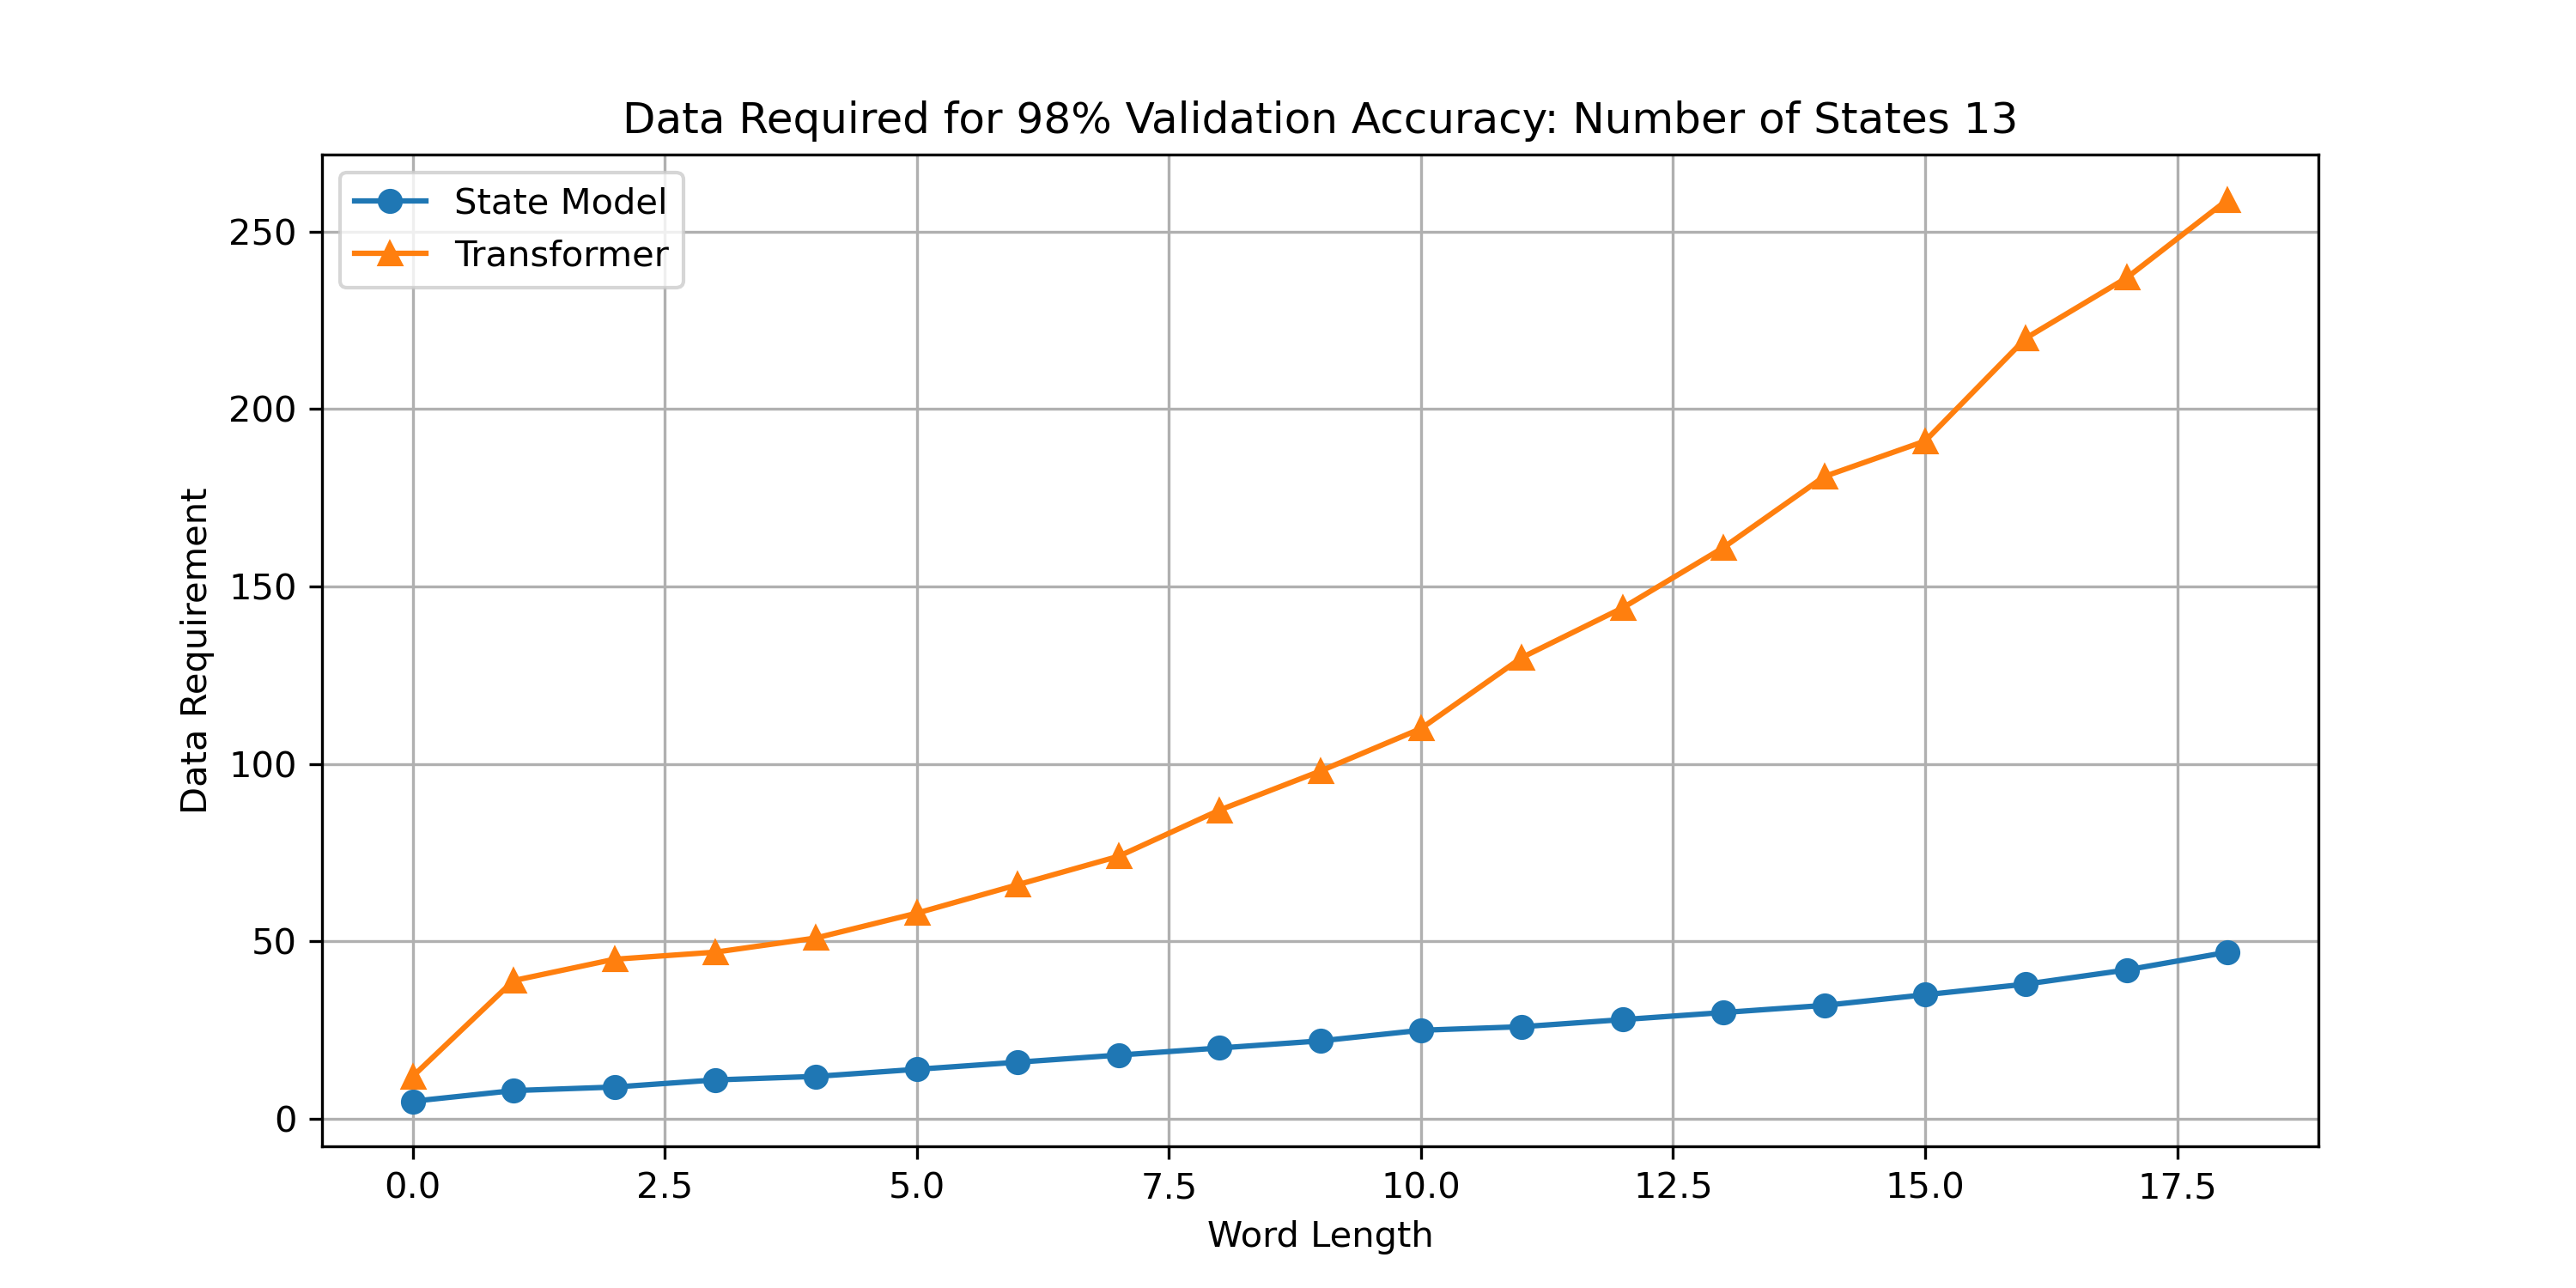 Data Required for 98% Validation Accuracy: Number of States 13
State Model
Transformer
250
200
150
100
50
0
Data Requirement
0.0 2.5 5.0 7.5 10.0 12.5 15.0 17.5
Word Length